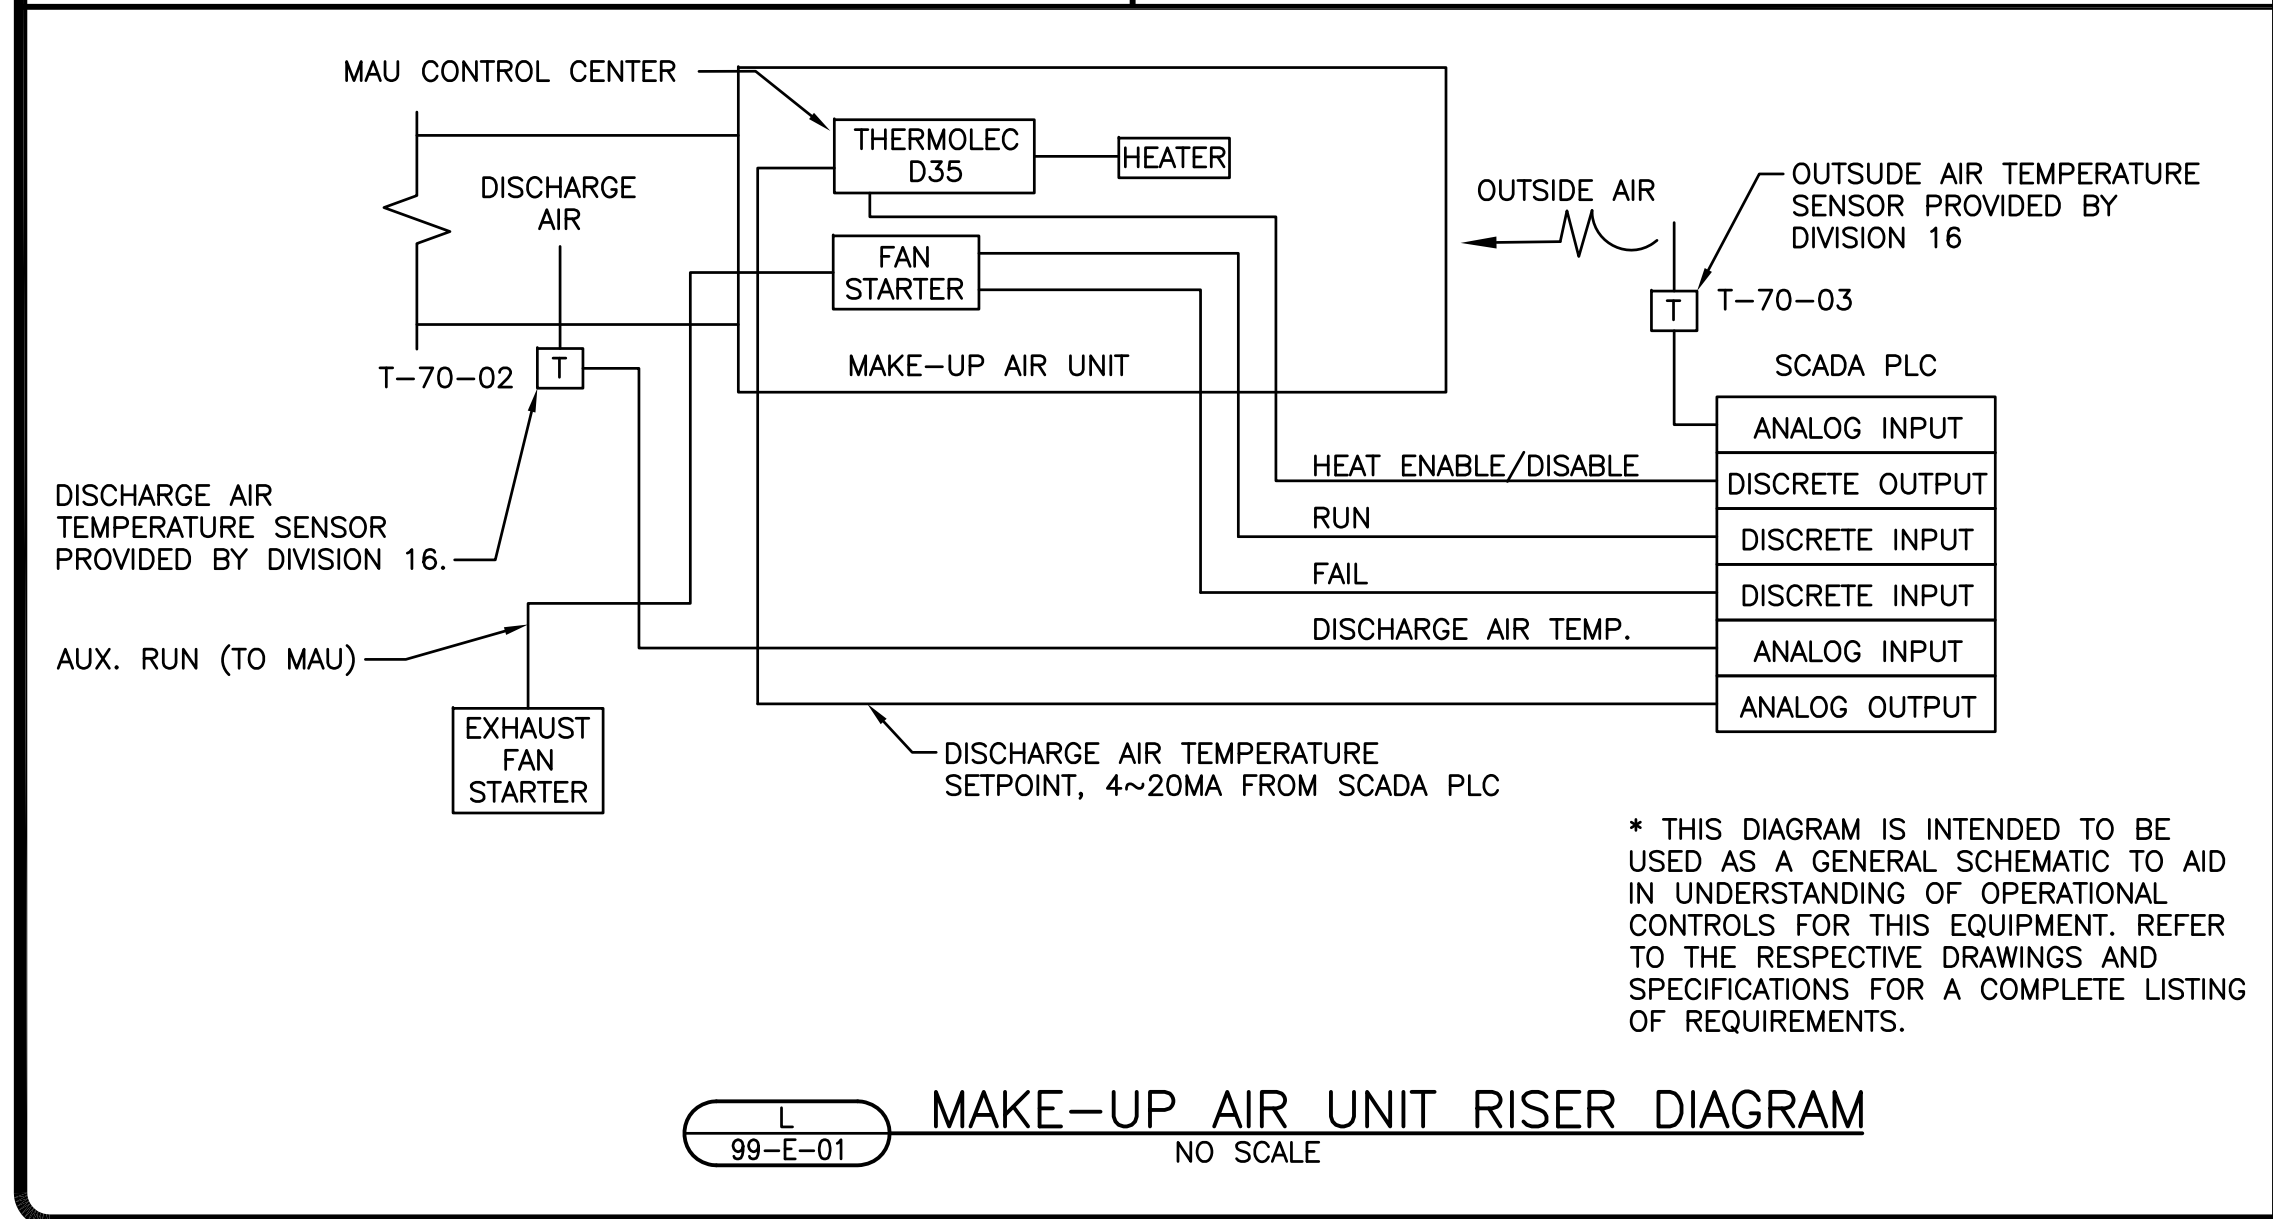 MAU CONTROL CENTER
THERMOLEC
D35
HEATER
DISCHARGE
AIR
OUTSIDE AIR
OUTSUDE AIR TEMPERATURE
SENSOR PROVIDED BY
DIVISION 16
FAN
STARTER
T
T-70-03
T-70-02
T
MAKE-UP AIR UNIT
SCADA PLC
ANALOG INPUT
HEAT ENABLE/DISABLE
DISCRETE OUTPUT
RUN
DISCRETE INPUT
FAIL
DISCRETE INPUT
DISCHARGE AIR TEMP.
ANALOG INPUT
ANALOG OUTPUT
DISCHARGE AIR
TEMPERATURE SENSOR
PROVIDED BY DIVISION 16.
AUX. RUN (TO MAU)
EXHAUST
FAN
STARTER
DISCHARGE AIR TEMPERATURE
SETPOINT, 4~20MA FROM SCADA PLC
* THIS DIAGRAM IS INTENDED TO BE
USED AS A GENERAL SCHEMATIC TO AID
IN UNDERSTANDING OF OPERATIONAL
CONTROLS FOR THIS EQUIPMENT. REFER
TO THE RESPECTIVE DRAWINGS AND
SPECIFICATIONS FOR A COMPLETE LISTING
OF REQUIREMENTS.
L
99-E-01
MAKE-UP AIR UNIT RISER DIAGRAM
NO SCALE